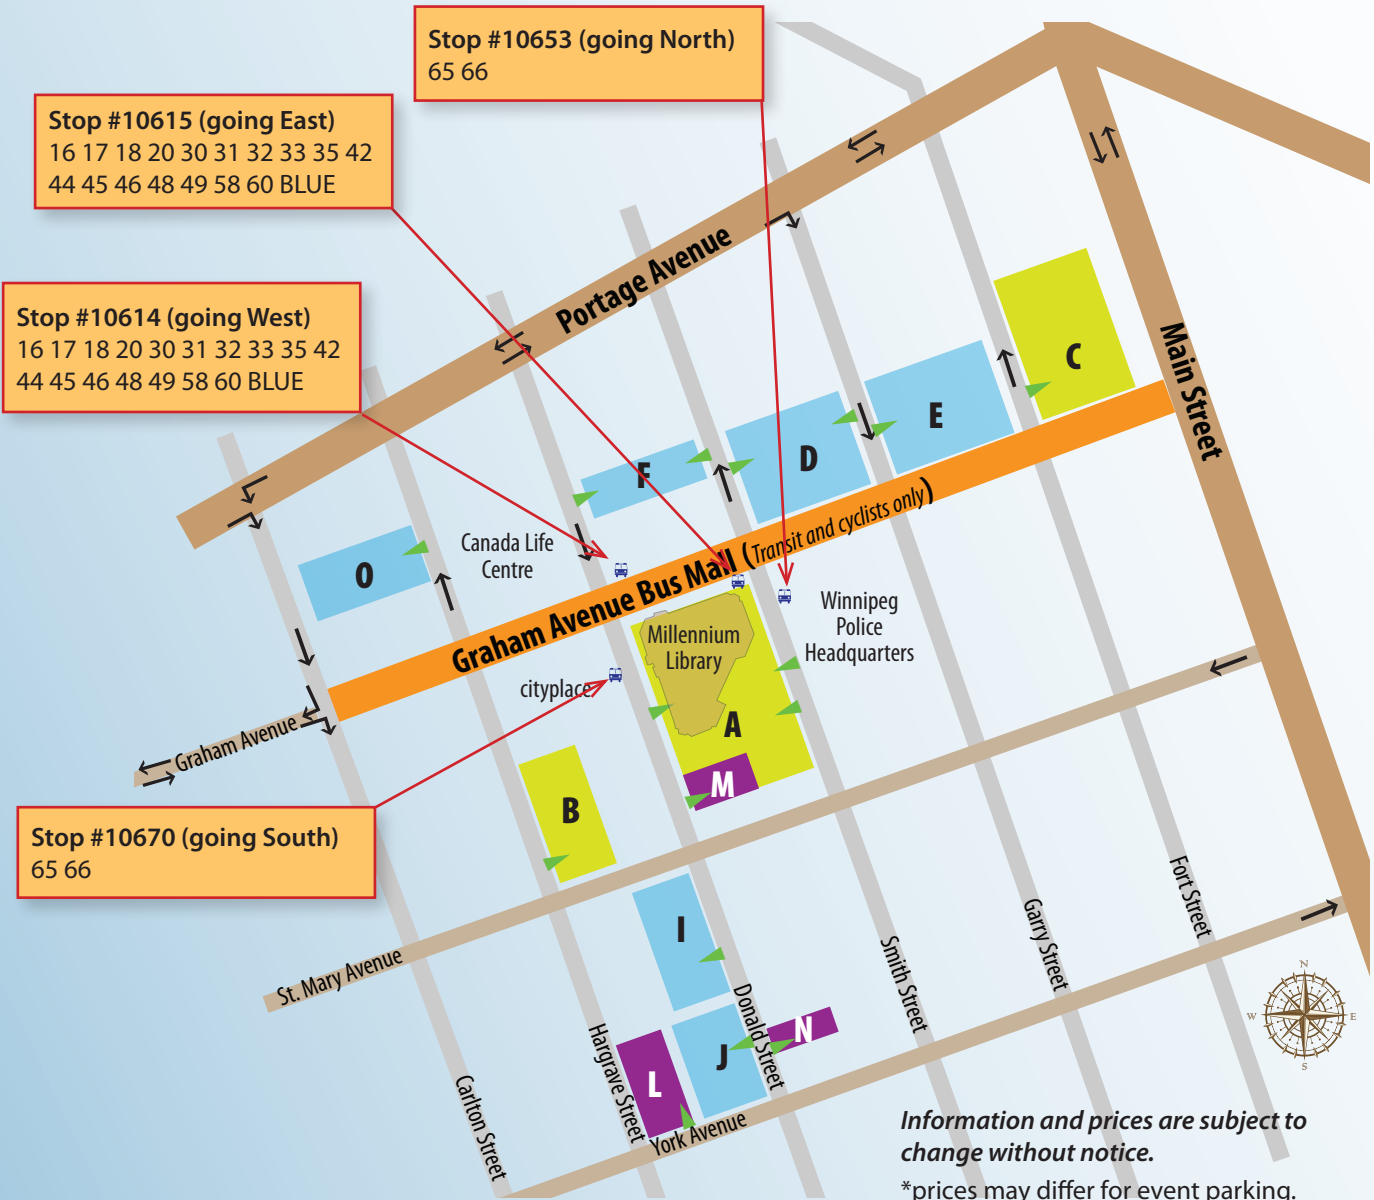 Stop #10653 (going North)
65 66
Stop #10615 (going East)
16 17 18 20 30 31 32 33 35 42
44 45 46 48 49 58 60 BLUE
Stop #10614 (going West)
16 17 18 20 30 31 32 33 35 42
44 45 46 48 49 58 60 BLUE
Portage Avenue
Main Street
C
E
D
F
O
Canada Life
Centre
Graham Avenue Bus Mall (Transit and cyclists only)
Millennium
Library
Winnipeg
Police
Headquarters
cityplace
A
M
B
Graham Avenue
Stop #10670 (going South)
65 66
St. Mary Avenue
I
J
L
N
Carlton Street
Hargrave Street
Donald Street
Smith Street
Garry Street
Fort Street
York Avenue
N
W
E
S
Information and prices are subject to
change without notice.
*prices may differ for event parking.